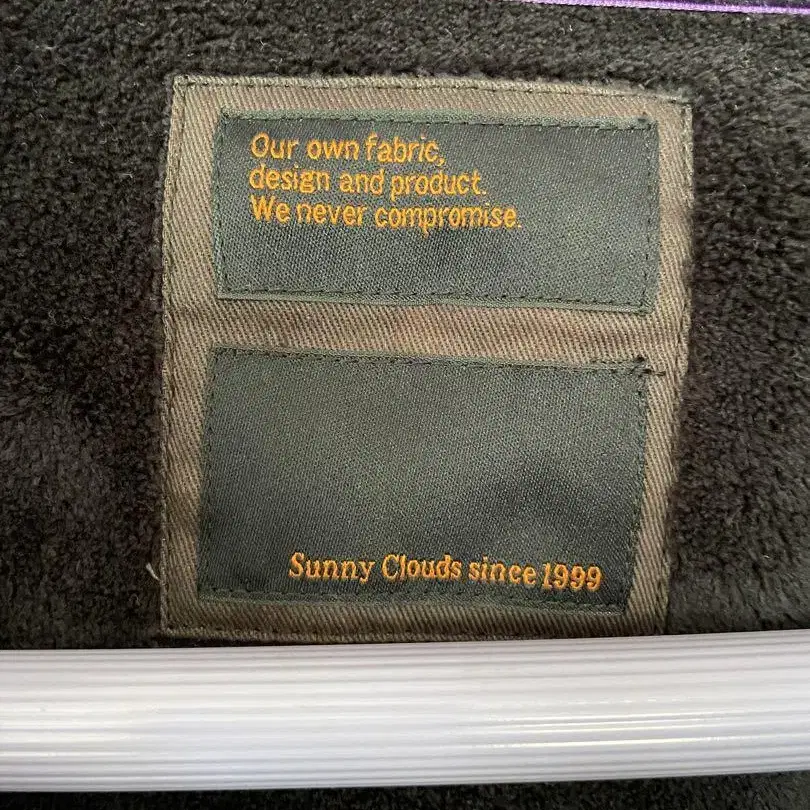 Our own fabric,
design and product.
We never compromise.
Sunny Clouds since 1999